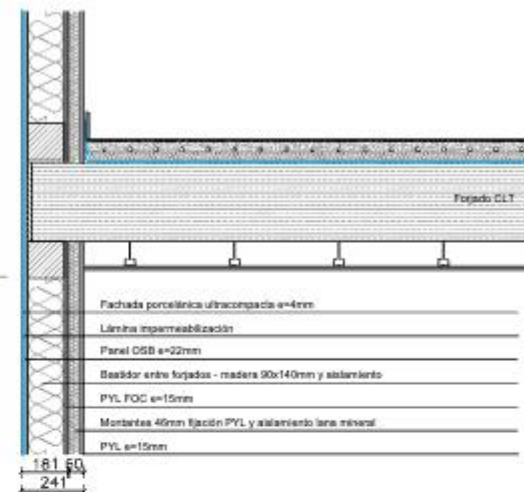 Forjado CLT
Fachada porcelánica ultracompacta e=4mm
Lámina impermeabilización
Panel OSB e=22mm
Bastidor entre forjados - madera 90x140mm y aislamiento
PYL FOC e=15mm
Montantes 46mm fijación PYL y aislamiento lana mineral
PYL e=15mm
181 60
241